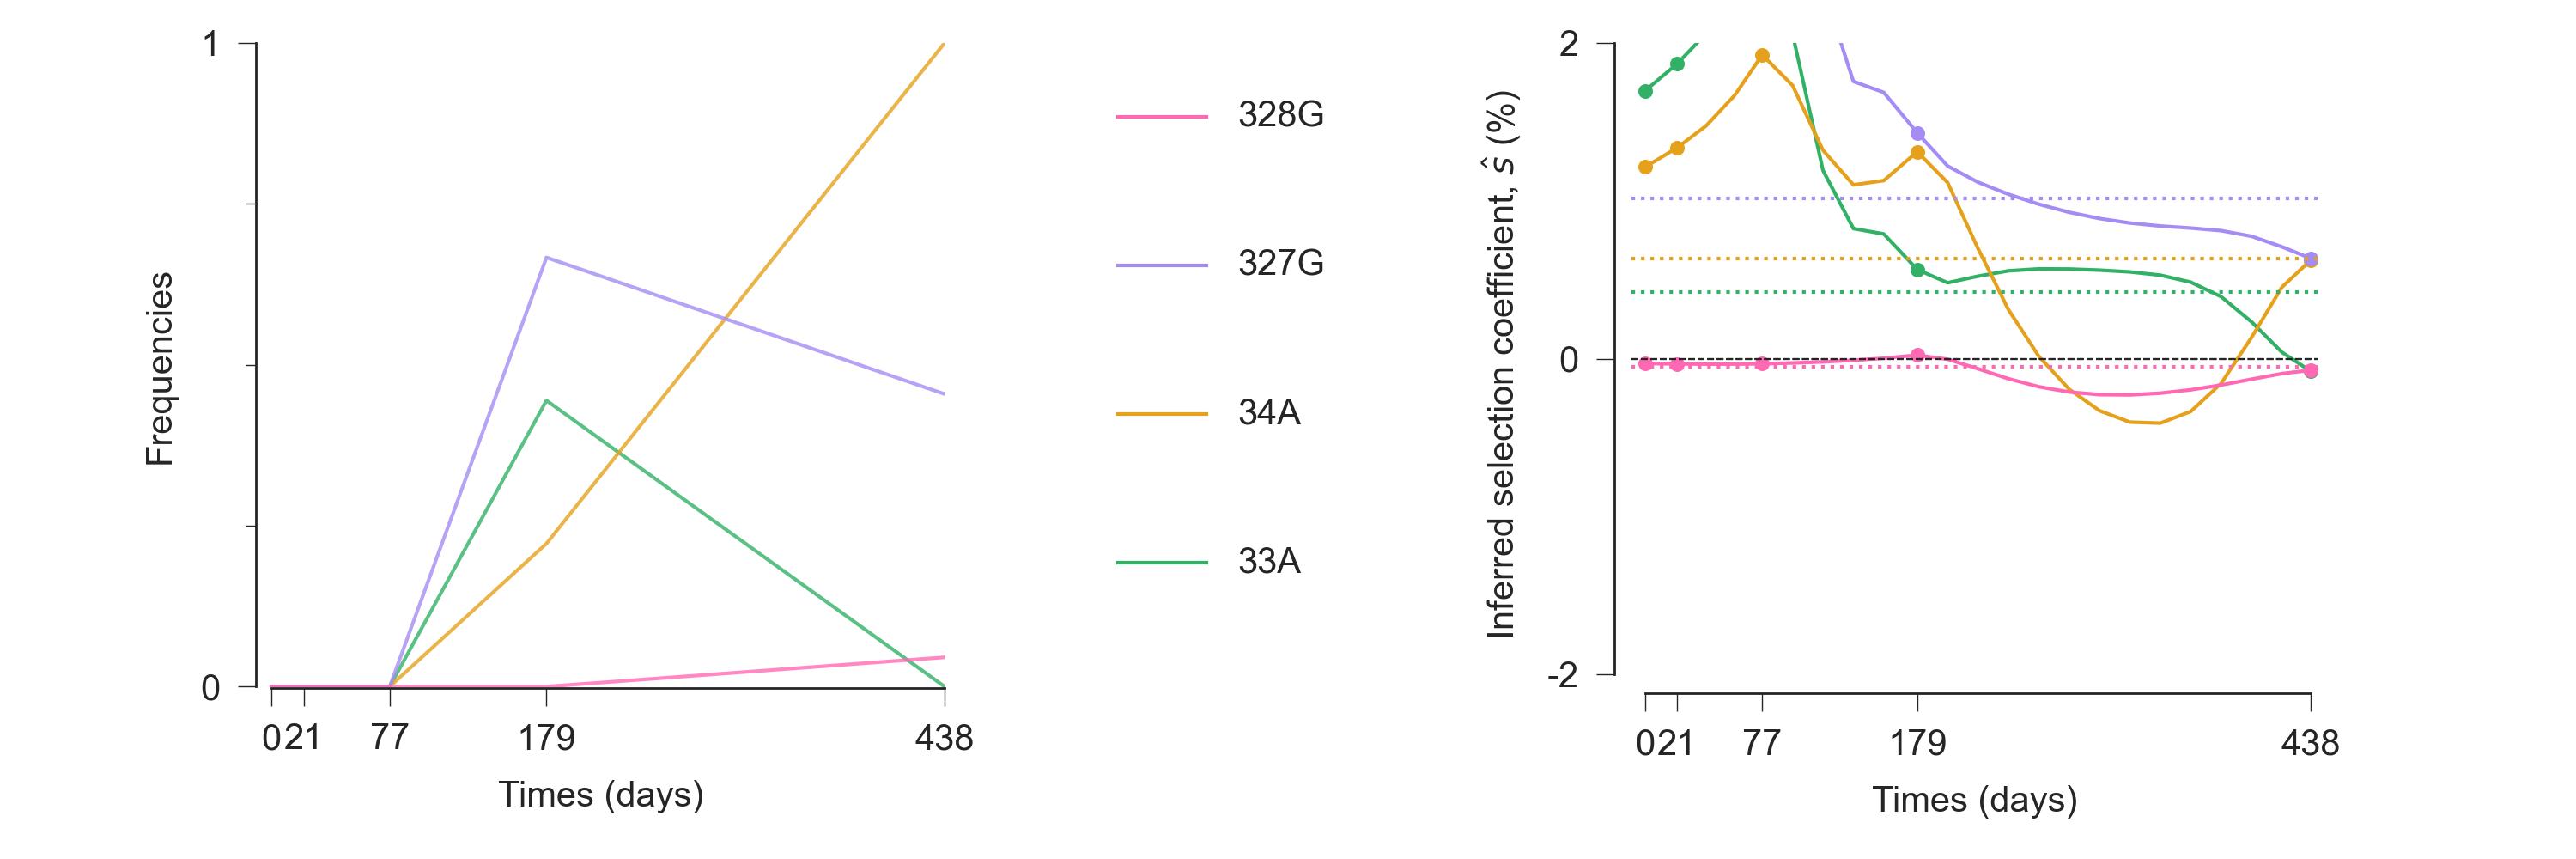 Frequencies
1
0
0
21
77
179
438
Times (days)
328G
327G
34A
33A
Inferred selection coefficient, ŝ (%)
2
0
-2
0
21
77
179
438
Times (days)